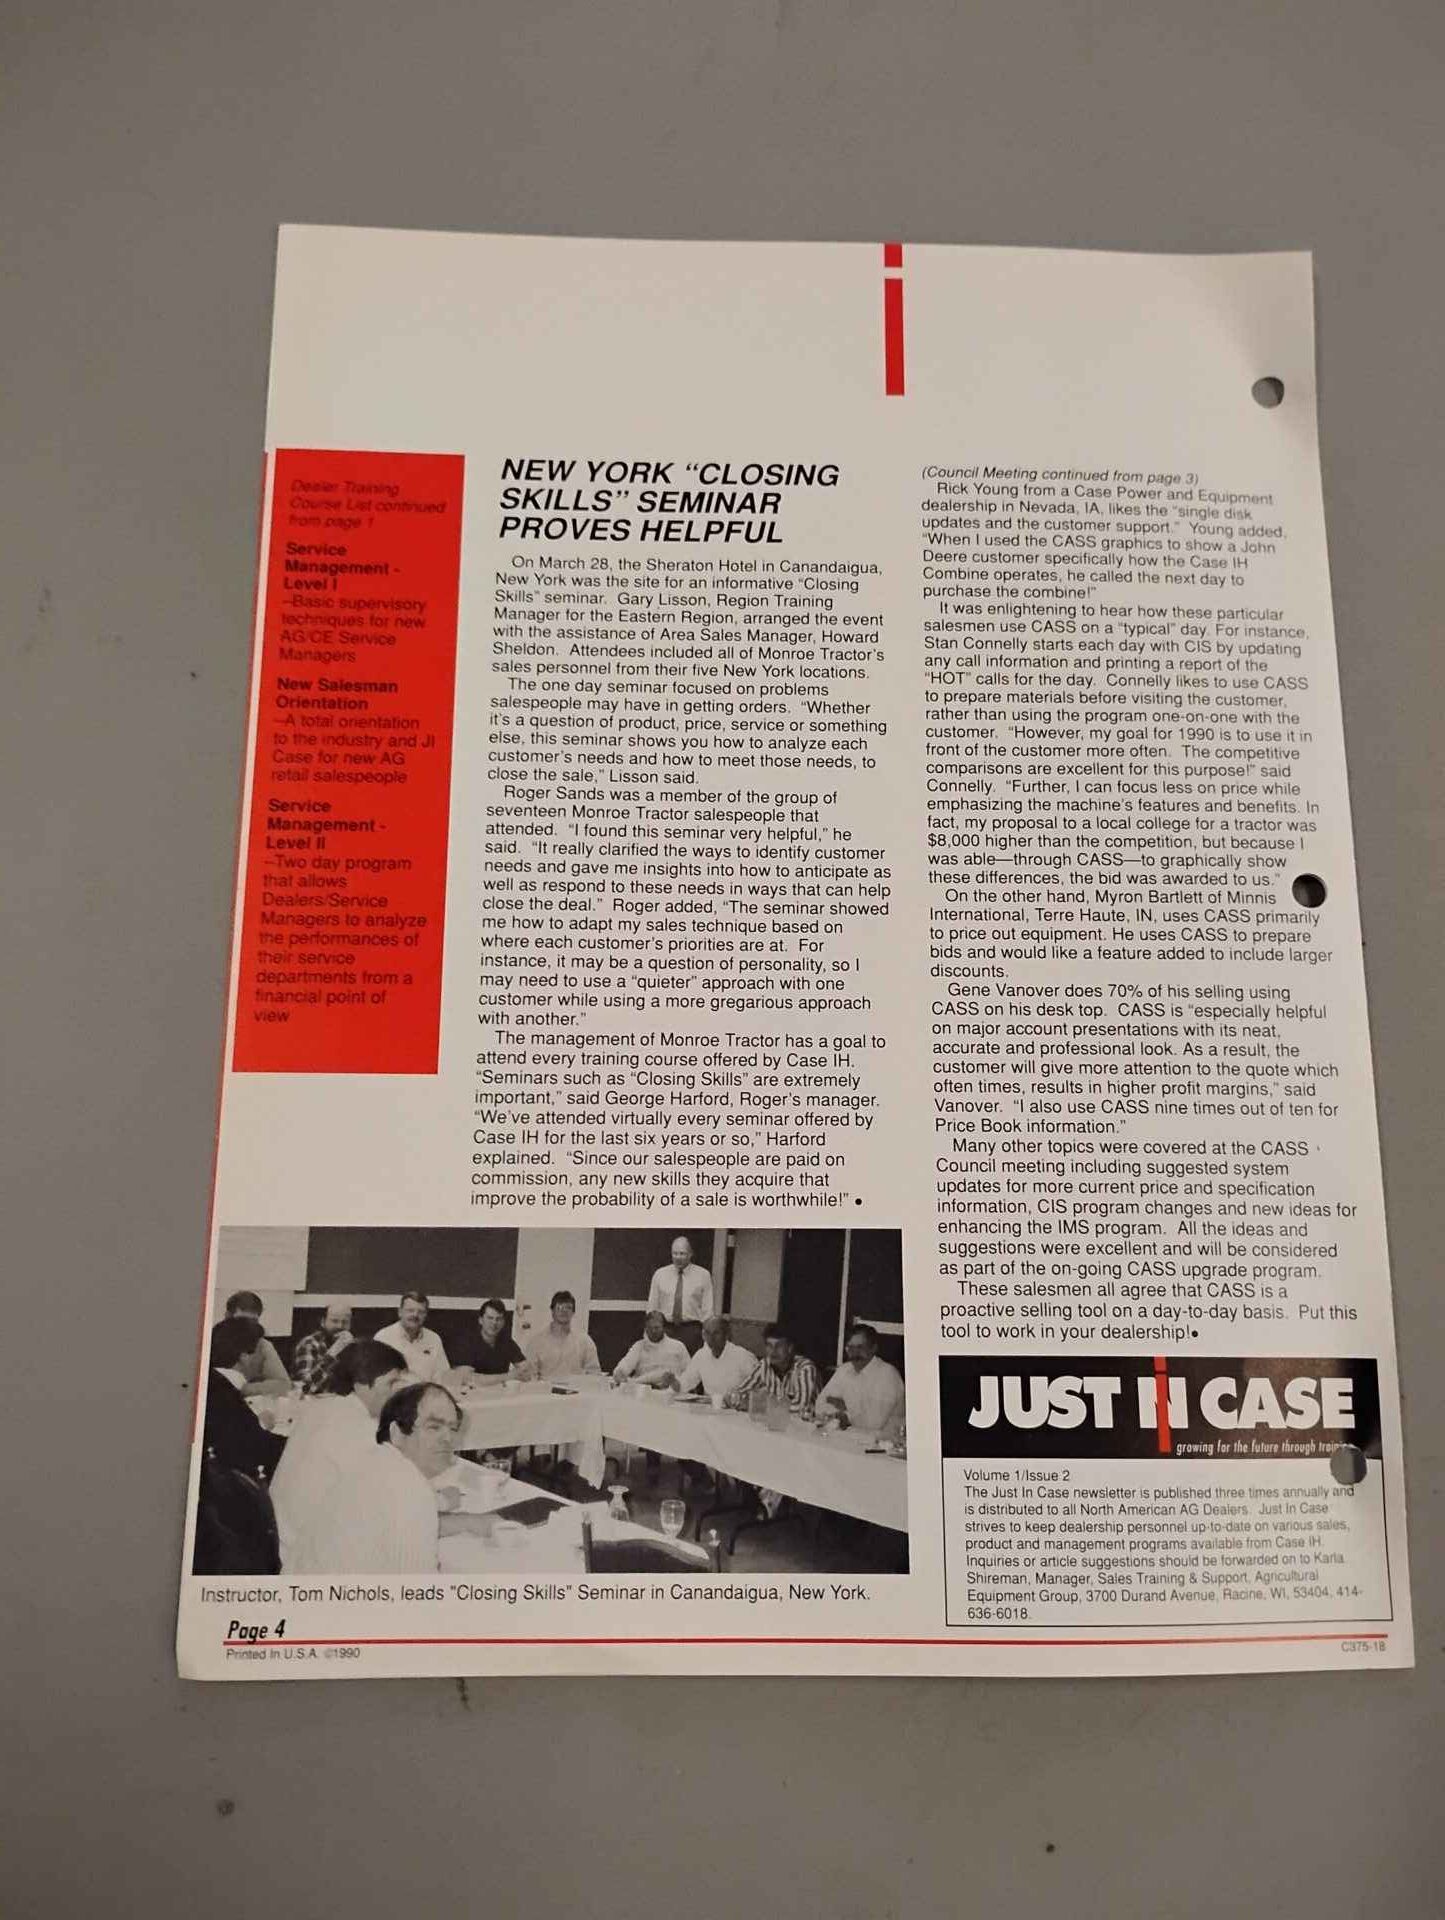 Dealer Training
Course List continued
from page 1
Service
Management -
Level I
–Basic supervisory
techniques for new
AG/CE Service
Managers
New Salesman
Orientation
–A total orientation
to the industry and JI
Case for new AG
retail salespeople
Service
Management -
Level II
–Two day program
that allows
Dealers/Service
Managers to analyze
the performances of
their service
departments from a
financial point of
view
NEW YORK “CLOSING
SKILLS” SEMINAR
PROVES HELPFUL
On March 28, the Sheraton Hotel in Canandaigua,
New York was the site for an informative “Closing
Skills” seminar. Gary Lisson, Region Training
Manager for the Eastern Region, arranged the event
with the assistance of Area Sales Manager, Howard
Sheldon. Attendees included all of Monroe Tractor's
sales personnel from their five New York locations.
The one day seminar focused on problems
salespeople may have in getting orders. “Whether
it's a question of product, price, service or something
else, this seminar shows you how to analyze each
customer's needs and how to meet those needs, to
close the sale,” Lisson said.
Roger Sands was a member of the group of
seventeen Monroe Tractor salespeople that
attended. “I found this seminar very helpful,” he
said. “It really clarified the ways to identify customer
needs and gave me insights into how to anticipate as
well as respond to these needs in ways that can help
close the deal.” Roger added, “The seminar showed
me how to adapt my sales technique based on
where each customer's priorities are at. For
instance, it may be a question of personality, so I
may need to use a “quieter” approach with one
customer while using a more gregarious approach
with another.”
The management of Monroe Tractor has a goal to
attend every training course offered by Case IH.
“Seminars such as “Closing Skills” are extremely
important,” said George Harford, Roger's manager.
“We've attended virtually every seminar offered by
Case IH for the last six years or so,” Harford
explained. “Since our salespeople are paid on
commission, any new skills they acquire that
improve the probability of a sale is worthwhile!” •
(Council Meeting continued from page 3)
Rick Young from a Case Power and Equipment
dealership in Nevada, IA, likes the “single disk
updates and the customer support.” Young added,
“When I used the CASS graphics to show a John
Deere customer specifically how the Case IH
Combine operates, he called the next day to
purchase the combine!”
It was enlightening to hear how these particular
salesmen use CASS on a “typical” day. For instance,
Stan Connelly starts each day with CIS by updating
any call information and printing a report of the
“HOT” calls for the day. Connelly likes to use CASS
to prepare materials before visiting the customer,
rather than using the program one-on-one with the
customer. “However, my goal for 1990 is to use it in
front of the customer more often. The competitive
comparisons are excellent for this purpose!” said
Connelly. “Further, I can focus less on price while
emphasizing the machine's features and benefits. In
fact, my proposal to a local college for a tractor was
$8,000 higher than the competition, but because I
was able—through CASS—to graphically show
these differences, the bid was awarded to us.”
On the other hand, Myron Bartlett of Minnis
International, Terre Haute, IN, uses CASS primarily
to price out equipment. He uses CASS to prepare
bids and would like a feature added to include larger
discounts.
Gene Vanover does 70% of his selling using
CASS on his desk top. CASS is “especially helpful
on major account presentations with its neat,
accurate and professional look. As a result, the
customer will give more attention to the quote which
often times, results in higher profit margins,” said
Vanover. “I also use CASS nine times out of ten for
Price Book information.”
Many other topics were covered at the CASS
Council meeting including suggested system
updates for more current price and specification
information, CIS program changes and new ideas for
enhancing the IMS program. All the ideas and
suggestions were excellent and will be considered
as part of the on-going CASS upgrade program.
These salesmen all agree that CASS is a
proactive selling tool on a day-to-day basis. Put this
tool to work in your dealership!•
Instructor, Tom Nichols, leads "Closing Skills" Seminar in Canandaigua, New York.
JUST IN CASE
growing for the future through training
Volume 1/Issue 2
The Just In Case newsletter is published three times annually and
is distributed to all North American AG Dealers. Just In Case
strives to keep dealership personnel up-to-date on various sales,
product and management programs available from Case IH.
Inquiries or article suggestions should be forwarded on to Karla
Shireman, Manager, Sales Training & Support, Agricultural
Equipment Group, 3700 Durand Avenue, Racine, WI, 53404, 414-
636-6018.
Page 4
Printed In U.S.A. ©1990
C375-18